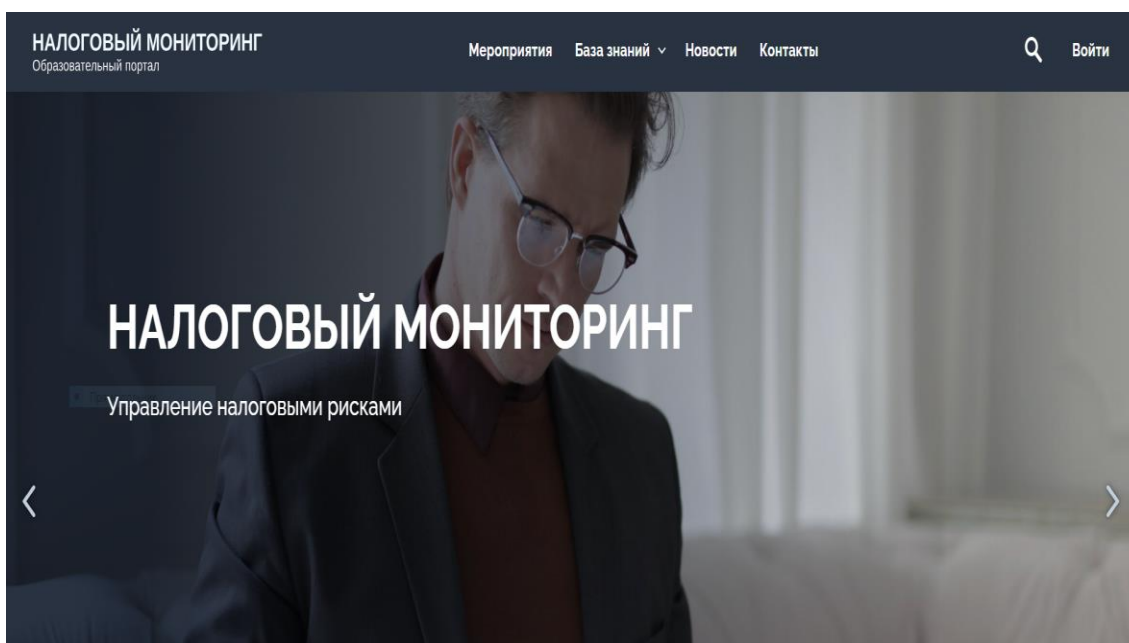 НАЛОГОВЫЙ МОНИТОРИНГ
Образовательный портал
Мероприятия База знаний Новости Контакты Войти
НАЛОГОВЫЙ МОНИТОРИНГ
Управление налоговыми рисками